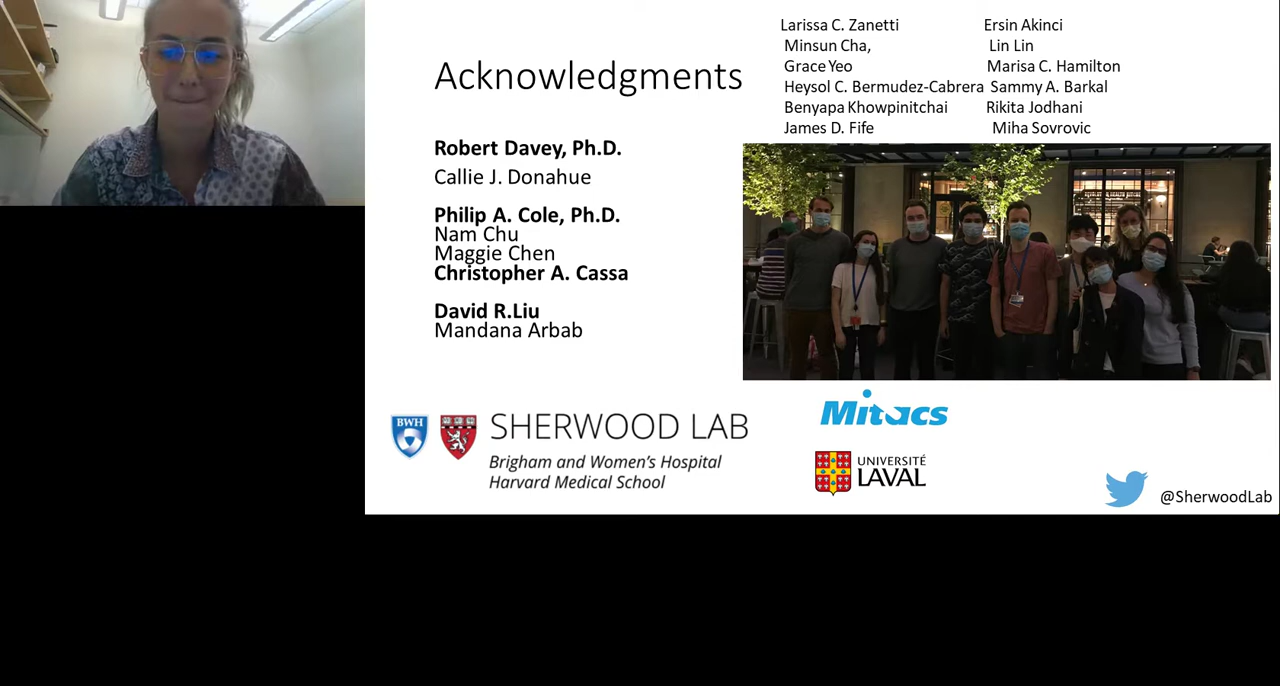 Acknowledgments
Robert Davey, Ph.D.
Callie J. Donahue
Philip A. Cole, Ph.D.
Nam Chu
Maggie Chen
Christopher A. Cassa
David R.Liu
Mandana Arbab
Larissa C. Zanetti
Minsun Cha,
Grace Yeo
Heysol C. Bermudez-Cabrera
Benyapa Khowpinitchai
James D. Fife
Ersin Akinci
Lin Lin
Marisa C. Hamilton
Sammy A. Barkal
Rikita Jodhani
Miha Sovrovic
BWH
SHERWOOD LAB
Brigham and Women's Hospital
Harvard Medical School
Mitacs
UNIVERSITÉ
LAVAL
@SherwoodLab